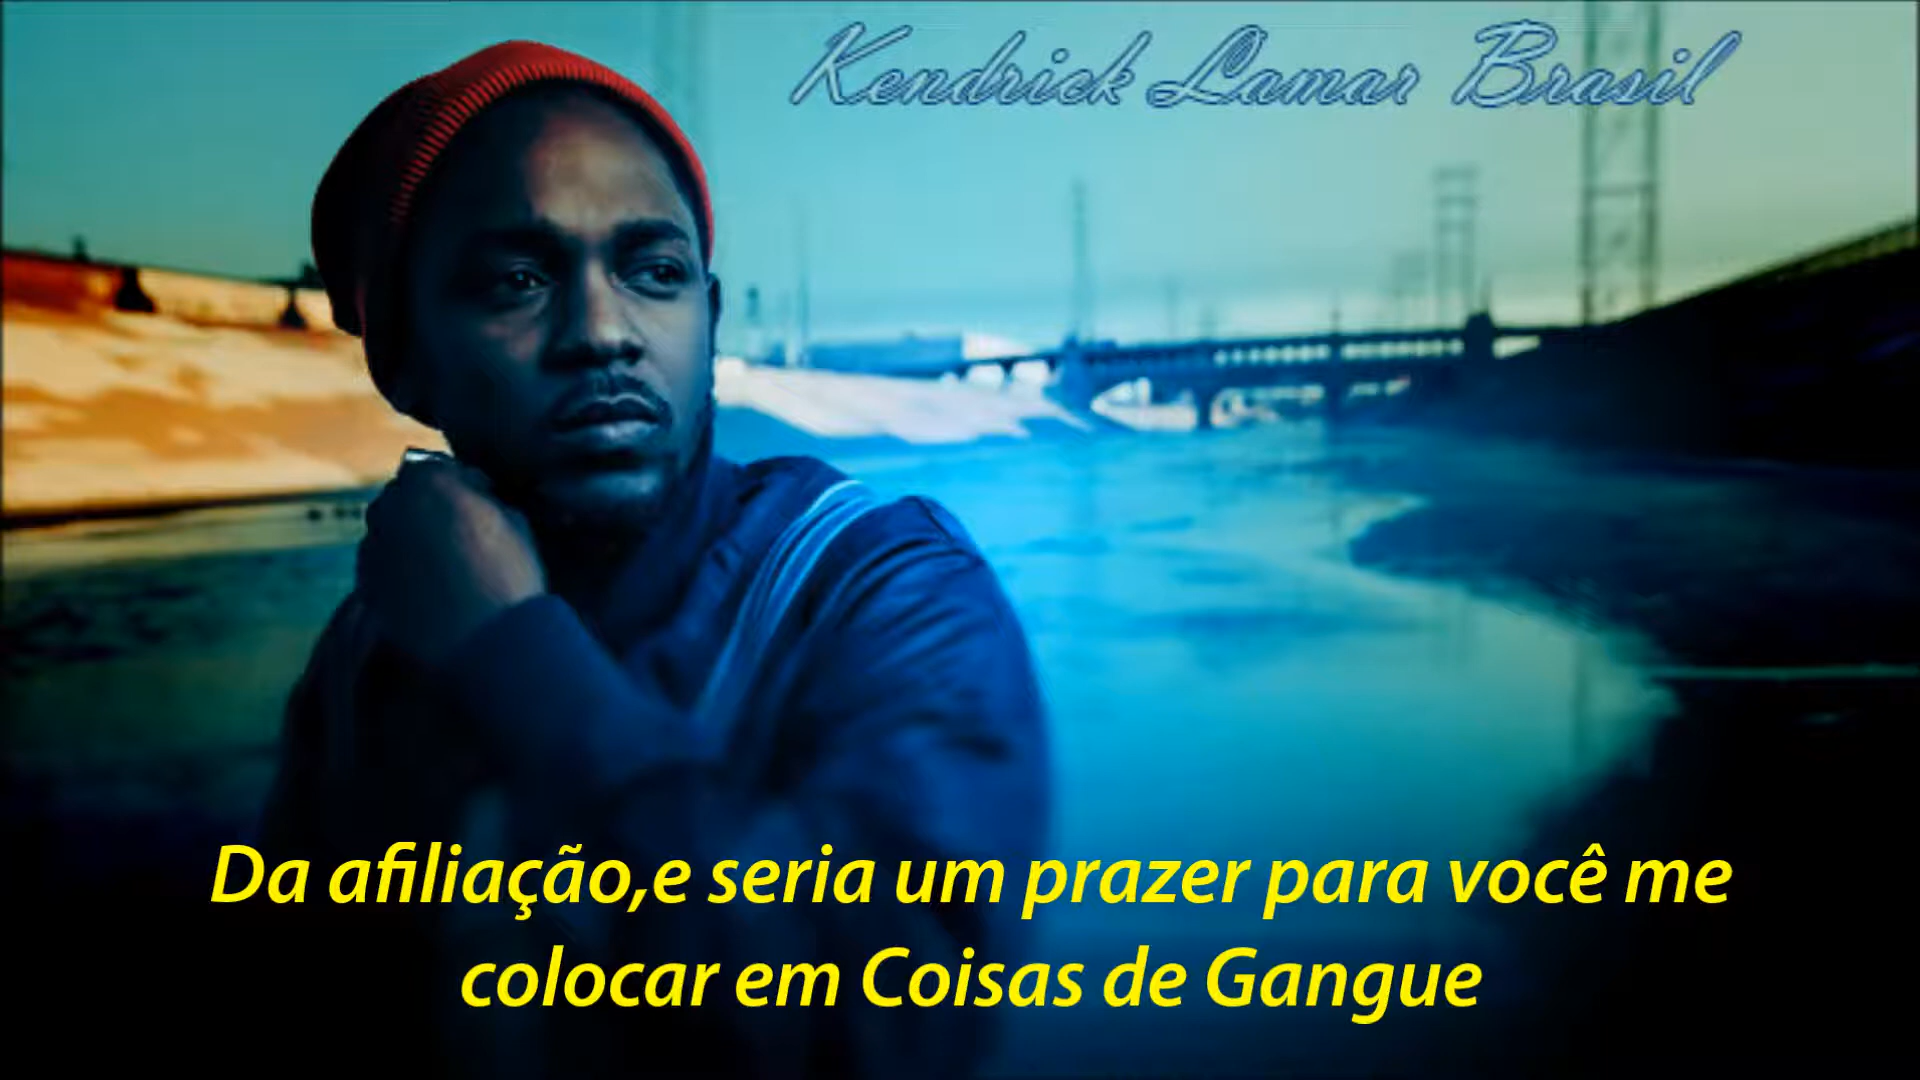 Kendrick Lamar Brasil
Da afiliação,e seria um prazer para você me
colocar em Coisas de Gangue